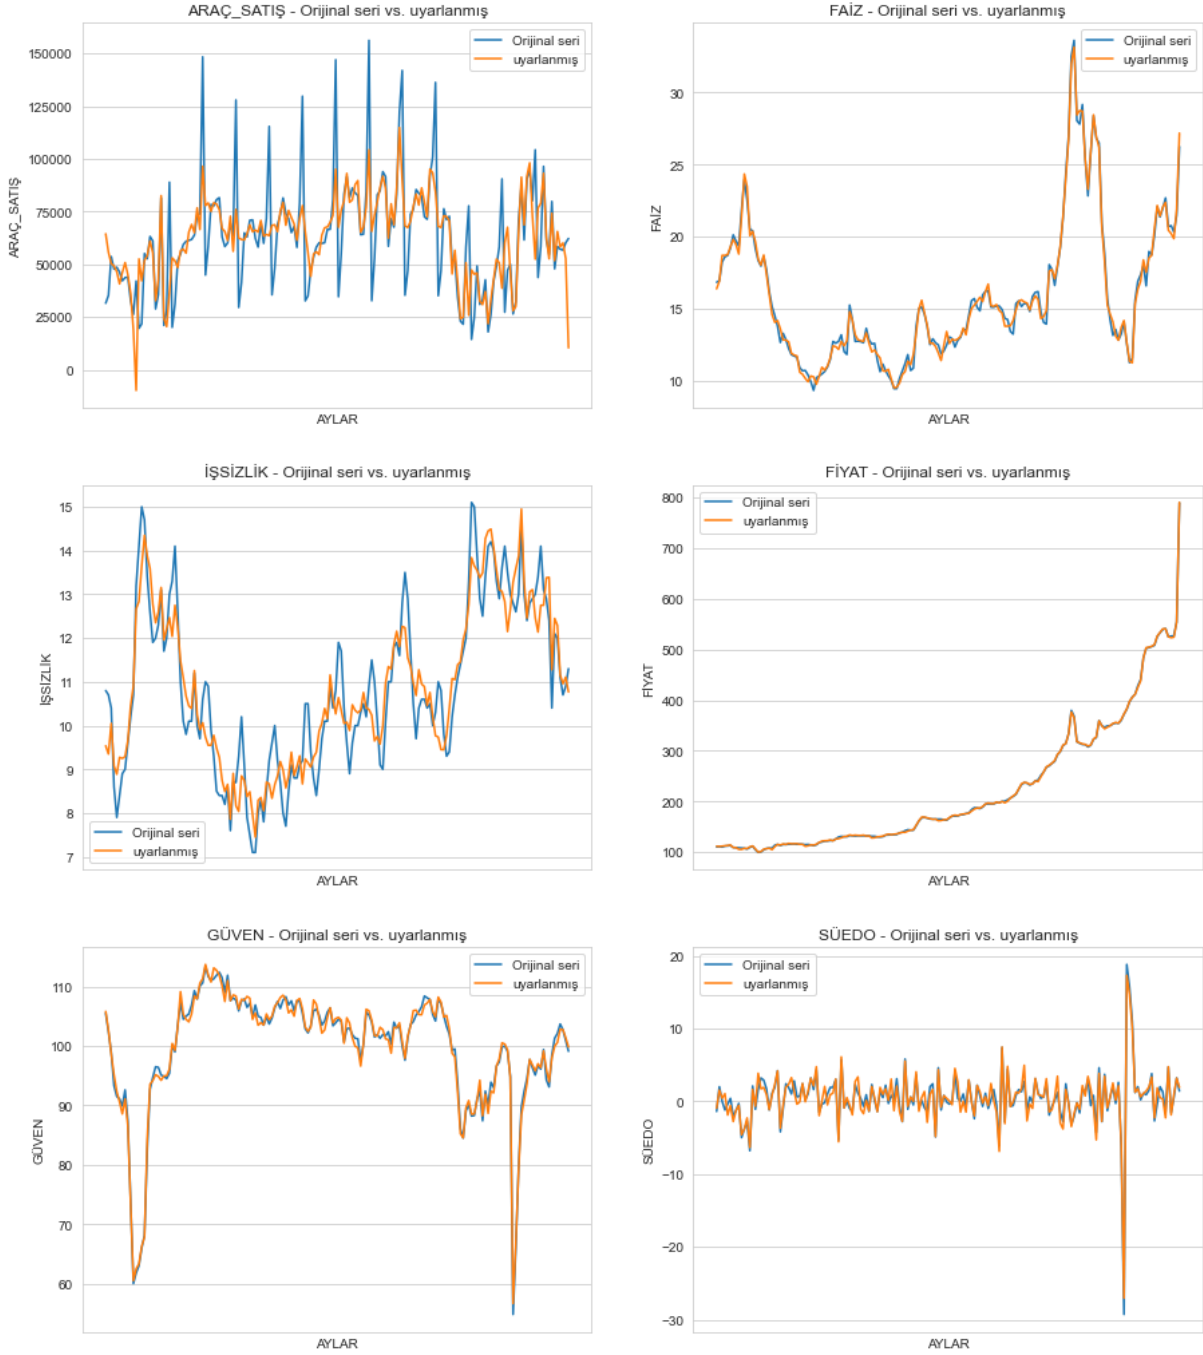 ARAÇ_SATIŞ - Orijinal seri vs. uyarlanmış
Orijinal seri
uyarlanmış
150000
125000
100000
75000
50000
25000
0
ARAÇ_SATIŞ
AYLAR
FAİZ - Orijinal seri vs. uyarlanmış
Orijinal seri
uyarlanmış
30
25
20
15
10
FAİZ
AYLAR
İŞSİZLİK - Orijinal seri vs. uyarlanmış
15
14
13
12
11
10
9
8
7
İŞSİZLİK
Orijinal seri
uyarlanmış
AYLAR
FİYAT - Orijinal seri vs. uyarlanmış
Orijinal seri
uyarlanmış
800
700
600
500
400
300
200
100
FİYAT
AYLAR
GÜVEN - Orijinal seri vs. uyarlanmış
Orijinal seri
uyarlanmış
110
100
90
80
70
60
GÜVEN
AYLAR
SÜEDO - Orijinal seri vs. uyarlanmış
Orijinal seri
uyarlanmış
20
10
0
−10
−20
−30
SÜEDO
AYLAR